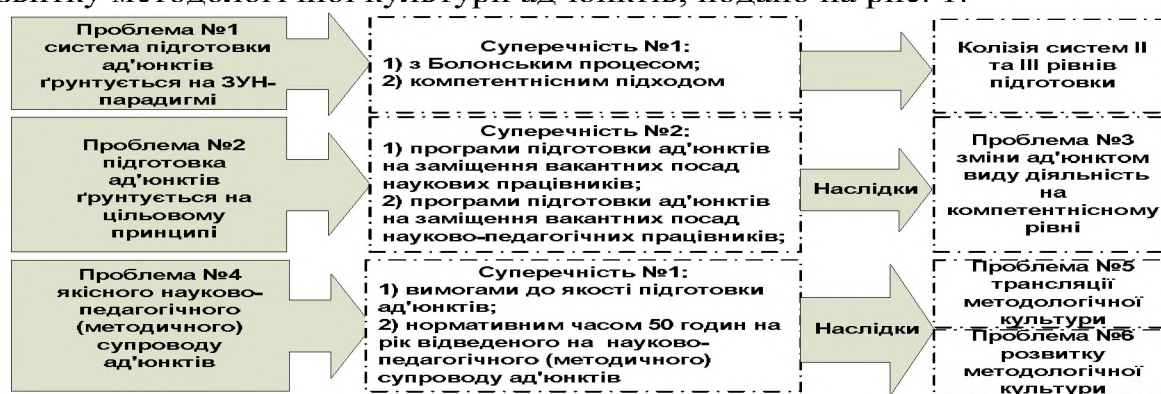 розвитку методологічної культури ад'юнктів, подано на рис. 1.
Проблема №1
система підготовки
ад'юнктів
ґрунтується на ЗУН-
парадигмі
Суперечність №1:
1) з Болонським процесом;
2) компетентнісним підходом
Колізія систем ІІ
та ІІІ рівнів
підготовки
Проблема №2
підготовка
ад'юнктів
ґрунтується на
цільовому
принципі
Суперечність №2:
1) програми підготовки ад'юнктів
на заміщення вакантних посад
наукових працівників;
2) програми підготовки ад'юнктів
на заміщення вакантних посад
науково-педагогічних працівників;
Наслідки
Проблема №3
зміни ад'юнктом
виду діяльність
на
компетентнісному
рівні
Проблема №4
якісного науково-
педагогічного
(методичного)
супроводу
ад'юнктів
Суперечність №1:
1) вимогами до якості підготовки
ад'юнктів;
2) нормативним часом 50 годин на
рік відведеного на науково-
педагогічного (методичного)
супроводу ад'юнктів
Наслідки
Проблема №5
трансляції
методологічної
культури
Проблема №6
розвитку
методологічної
культури